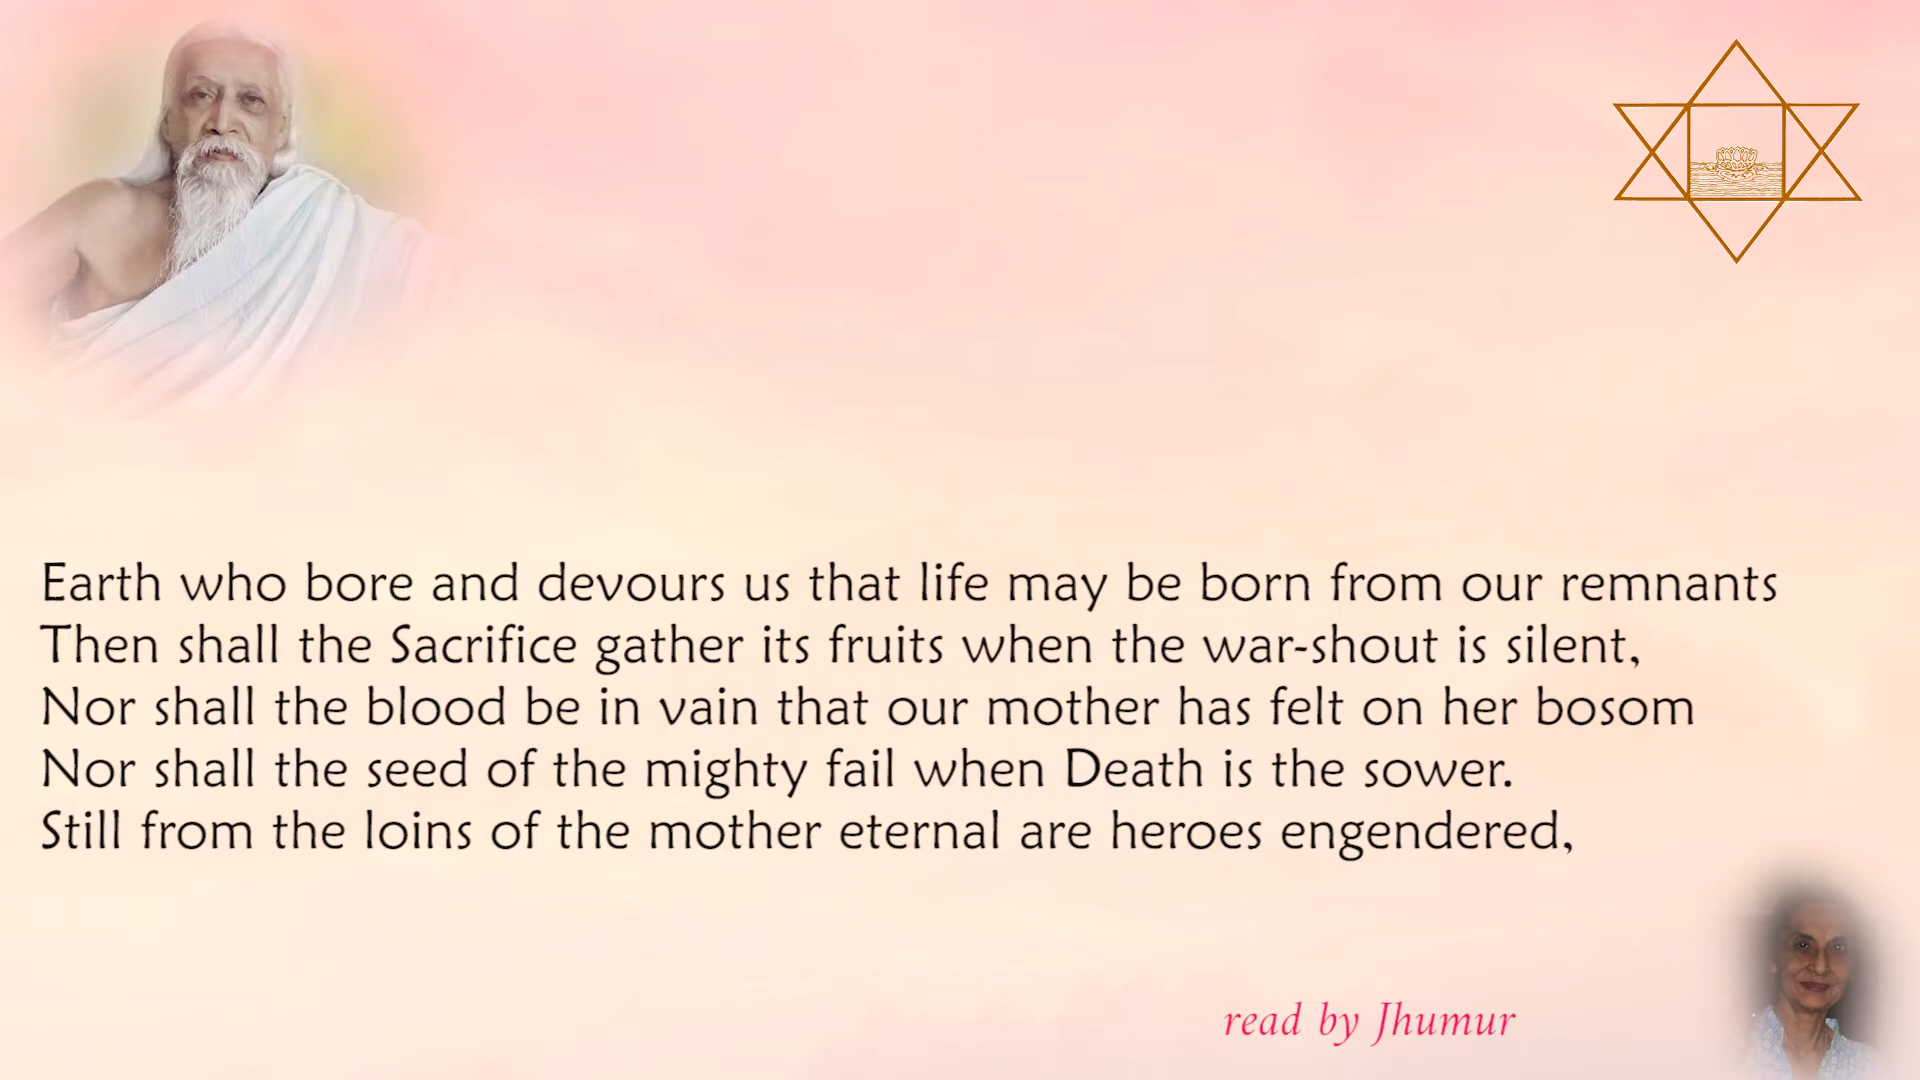 Earth who bore and devours us that life may be born from our remnants
Then shall the Sacrifice gather its fruits when the war-shout is silent,
Nor shall the blood be in vain that our mother has felt on her bosom
Nor shall the seed of the mighty fail when Death is the sower.
Still from the loins of the mother eternal are heroes engendered,
read by Jhumur